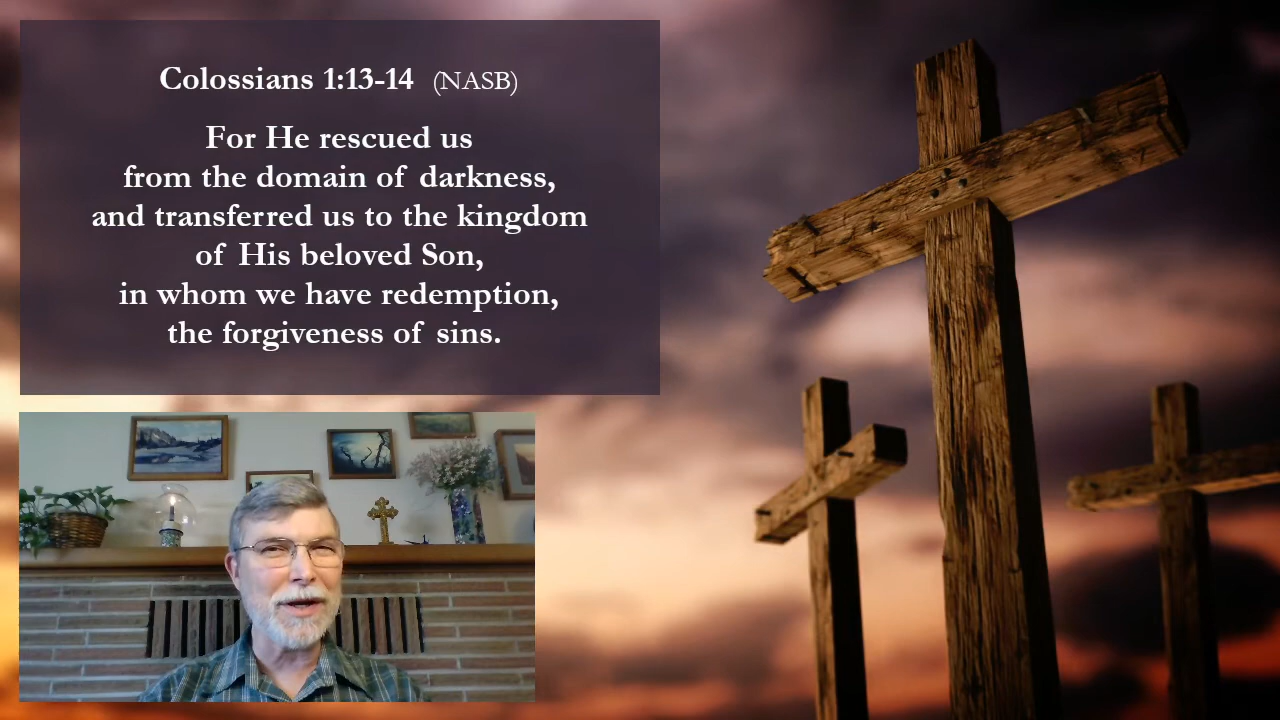 Colossians 1:13-14 (NASB)
For He rescued us
from the domain of darkness,
and transferred us to the kingdom
of His beloved Son,
in whom we have redemption,
the forgiveness of sins.